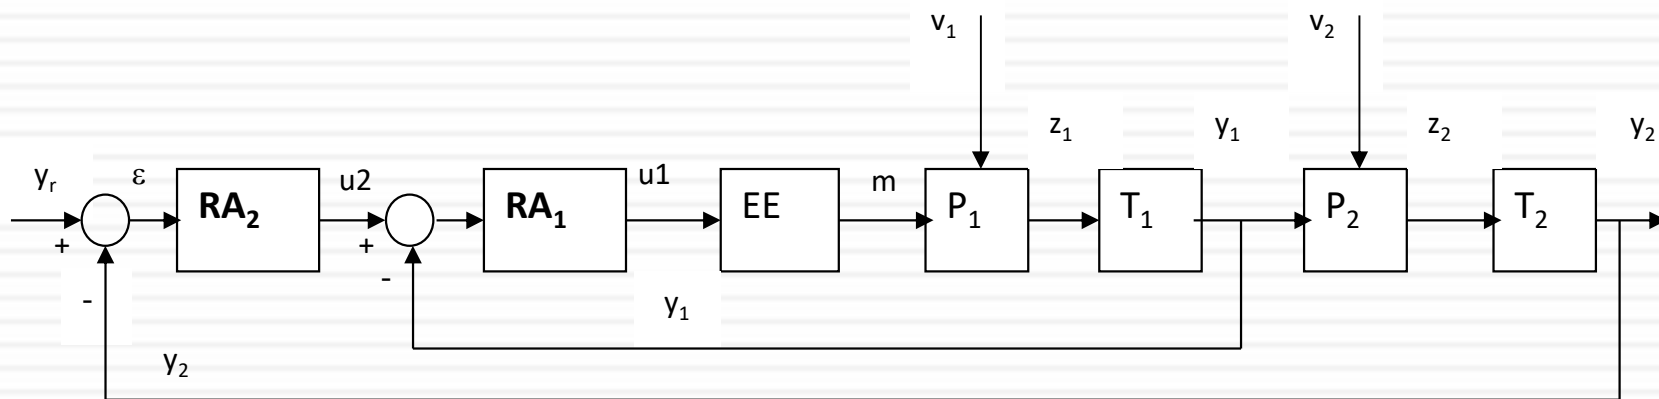 v₁ v₂
z₁ y₁ z₂ y₂
yᵣ ε u2 u1 m
RA₂ RA₁ EE P₁ T₁ P₂ T₂
+ +
- -
y₁
y₂